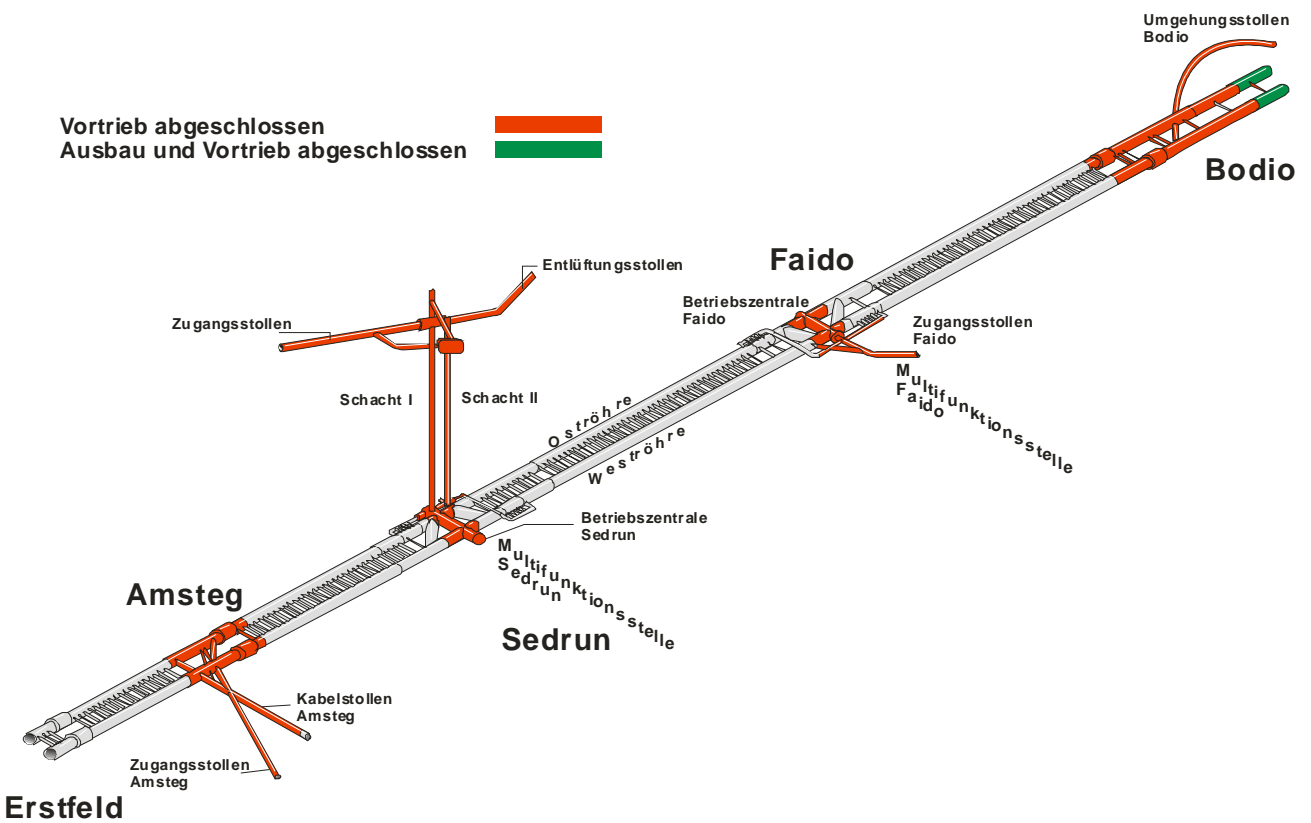 Umgehungsstollen
Bodio
Vortrieb abgeschlossen
Ausbau und Vortrieb abgeschlossen
Bodio
Faido
Entlüftungsstollen
Betriebszentrale
Faido
Zugangsstollen
Zugangsstollen
Faido
Multifunktionsstelle
Faido
Schacht I
Schacht II
Oströhre
Weströhre
Betriebszentrale
Sedrun
Multifunktionsstelle
Sedrun
Amsteg
Sedrun
Kabelstollen
Amsteg
Zugangsstollen
Amsteg
Erstfeld